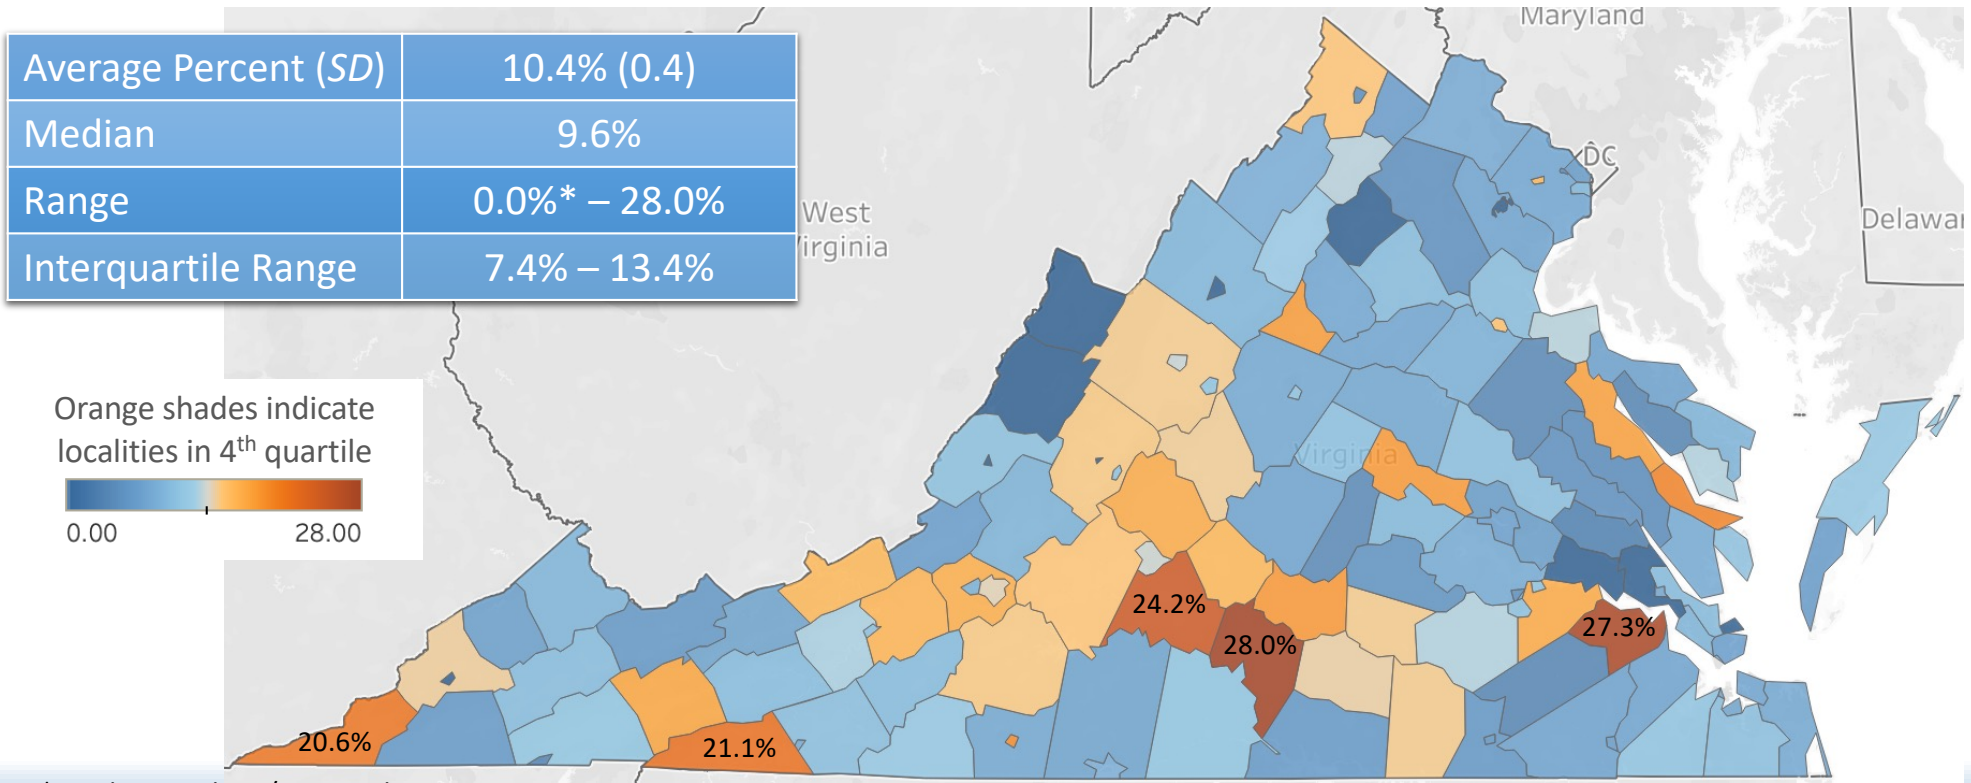 Average Percent (SD) 10.4% (0.4)
Median 9.6%
Range 0.0%* – 28.0%
Interquartile Range 7.4% – 13.4%
Maryland
DC
West
Virginia
Delawar
Orange shades indicate
localities in 4th quartile
0.00 28.00
Virginia
24.2%
28.0%
27.3%
20.6%
21.1%